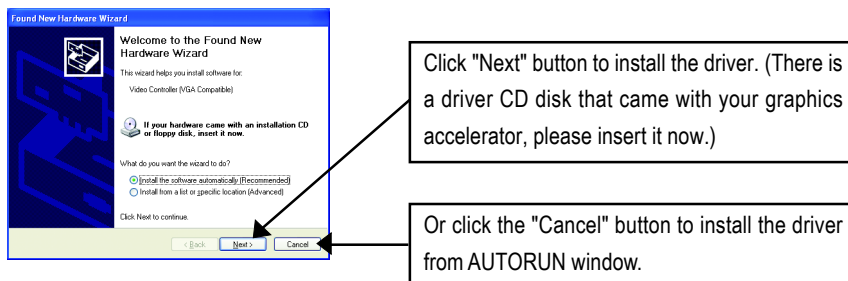 Found New Hardware Wizard
Welcome to the Found New
Hardware Wizard
This wizard helps you install software for:
Video Controller (VGA Compatible)
If your hardware came with an installation CD
or floppy disk, insert it now.
What do you want the wizard to do?
Install the software automatically (Recommended)
Install from a list or specific location (Advanced)
Click Next to continue.
< Back
Next >
Cancel
Click "Next" button to install the driver. (There is
a driver CD disk that came with your graphics
accelerator, please insert it now.)
Or click the "Cancel" button to install the driver
from AUTORUN window.